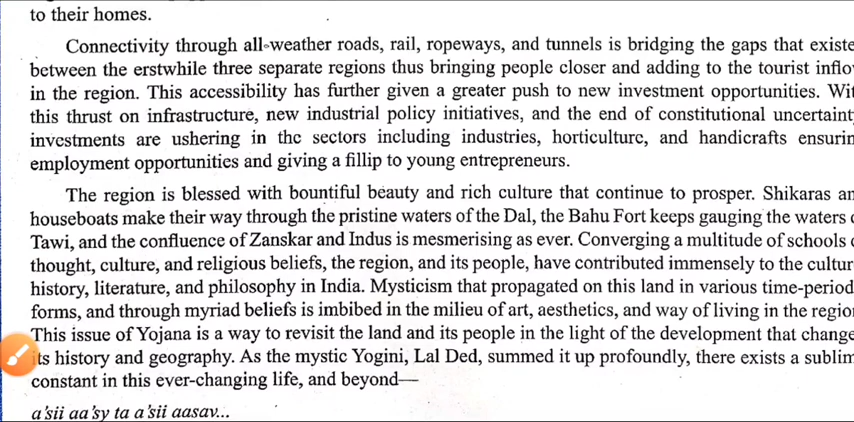 to their homes.
Connectivity through all-weather roads, rail, ropeways, and tunnels is bridging the gaps that existe
between the erstwhile three separate regions thus bringing people closer and adding to the tourist inflo
in the region. This accessibility has further given a greater push to new investment opportunities. Wit
this thrust on infrastructure, new industrial policy initiatives, and the end of constitutional uncertaint
investments are ushering in the sectors including industries, horticulture, and handicrafts ensurin
employment opportunities and giving a fillip to young entrepreneurs.
The region is blessed with bountiful beauty and rich culture that continue to prosper. Shikaras an
houseboats make their way through the pristine waters of the Dal, the Bahu Fort keeps gauging the waters
Tawi, and the confluence of Zanskar and Indus is mesmerising as ever. Converging a multitude of schools
thought, culture, and religious beliefs, the region, and its people, have contributed immensely to the cultur
history, literature, and philosophy in India. Mysticism that propagated on this land in various time-period
forms, and through myriad beliefs is imbibed in the milieu of art, aesthetics, and way of living in the regio
This issue of Yojana is a way to revisit the land and its people in the light of the development that change
its history and geography. As the mystic Yogini, Lal Ded, summed it up profoundly, there exists a sublim
constant in this ever-changing life, and beyond—
a'sii aa'sy ta a'sii aasav...